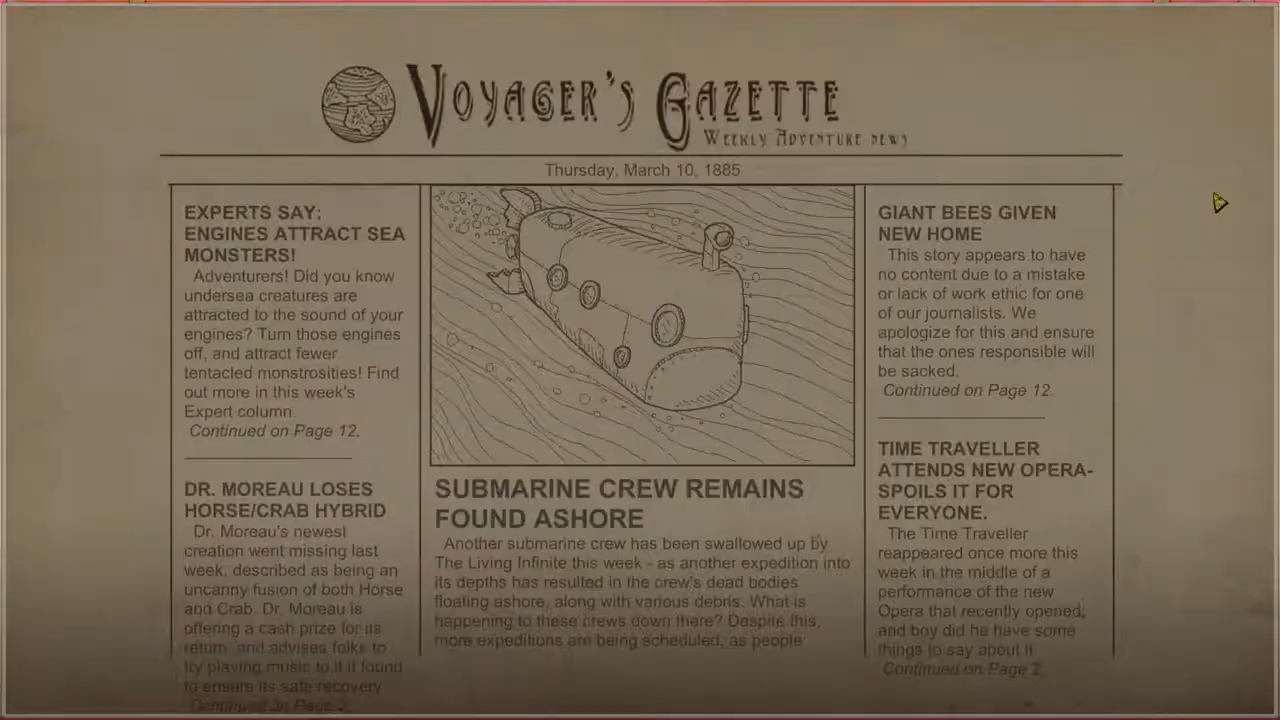 VOYAGER'S GAZETTE
WEEKLY ADVENTURE NEWS
Thursday, March 10, 1885
EXPERTS SAY:
ENGINES ATTRACT SEA
MONSTERS!
Adventurers! Did you know
undersea creatures are
attracted to the sound of your
engines? Turn those engines
off, and attract fewer
tentacled monstrosities! Find
out more in this week's
Expert column.
Continued on Page 12.
DR. MOREAU LOSES
HORSE/CRAB HYBRID
Dr. Moreau's newest
creation went missing last
week, described as being an
uncanny fusion of both Horse
and Crab. Dr. Moreau is
offering a cash prize for its
return, and advises folks to
try playing music to it if found
to ensure its safe recovery
Continued on Page
SUBMARINE CREW REMAINS
FOUND ASHORE
Another submarine crew has been swallowed up by
The Living Infinite this week - as another expedition into
its depths has resulted in the crew's dead bodies
floating ashore, along with various debris. What is
happening to these crews down there? Despite this,
more expeditions are being scheduled, as people
GIANT BEES GIVEN
NEW HOME
This story appears to have
no content due to a mistake
or lack of work ethic for one
of our journalists. We
apologize for this and ensure
that the ones responsible will
be sacked.
Continued on Page 12.
TIME TRAVELLER
ATTENDS NEW OPERA-
SPOILS IT FOR
EVERYONE.
The Time Traveller
reappeared once more this
week in the middle of a
performance of the new
Opera that recently opened,
and boy did he have some
things to say about it.
Continued on Page 2.